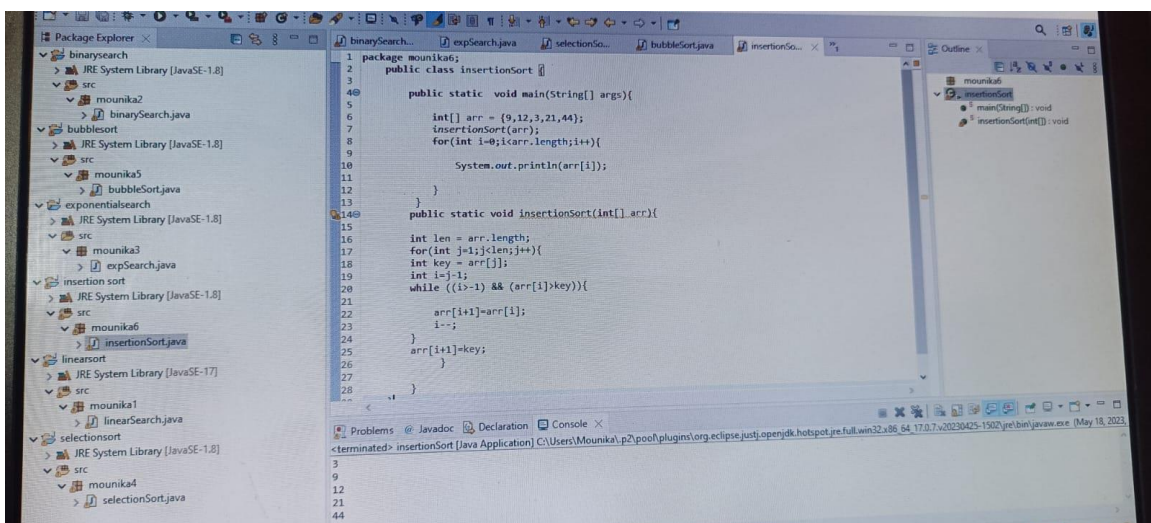 Package Explorer
binarysearch
JRE System Library [JavaSE-1.8]
src
mounika2
binarySearch.java
bubblesort
JRE System Library [JavaSE-1.8]
src
mounika5
bubbleSort.java
exponentialsearch
JRE System Library [JavaSE-1.8]
src
mounika3
expSearch.java
insertion sort
JRE System Library [JavaSE-1.8]
src
mounika6
insertionSort.java
linearsort
JRE System Library [JavaSE-17]
src
mounika1
linearSearch.java
selectionsort
JRE System Library [JavaSE-1.8]
src
mounika4
selectionSort.java
binarySearch... expSearch.java selectionSo... bubbleSort.java insertionSo...
1 package mounika6;
2 public class insertionSort {
3
4 public static void main(String[] args){
5
6 int[] arr = {9,12,3,21,44};
7 insertionSort(arr);
8 for(int i=0;i<arr.length;i++){
9
10 System.out.println(arr[i]);
11
12 }
13 }
14 public static void insertionSort(int[] arr){
15
16 int len = arr.length;
17 for(int j=1;j<len;j++){
18 int key = arr[j];
19 int i=j-1;
20 while ((i>-1) && (arr[i]>key)){
21
22 arr[i+1]=arr[i];
23 i--;
24 }
25 arr[i+1]=key;
26 }
27
28 }
Outline
mounika6
insertionSort
main(String[]) : void
insertionSort(int[]) : void
Problems Javadoc Declaration Console
<terminated> insertionSort [Java Application] C:\Users\Mounika\.p2\pool\plugins\org.eclipse.justj.openjdk.hotspot.jre.full.win32.x86_64_17.0.7.v20230425-1502\jre\bin\javaw.exe (May 18, 2023,
3
9
12
21
44